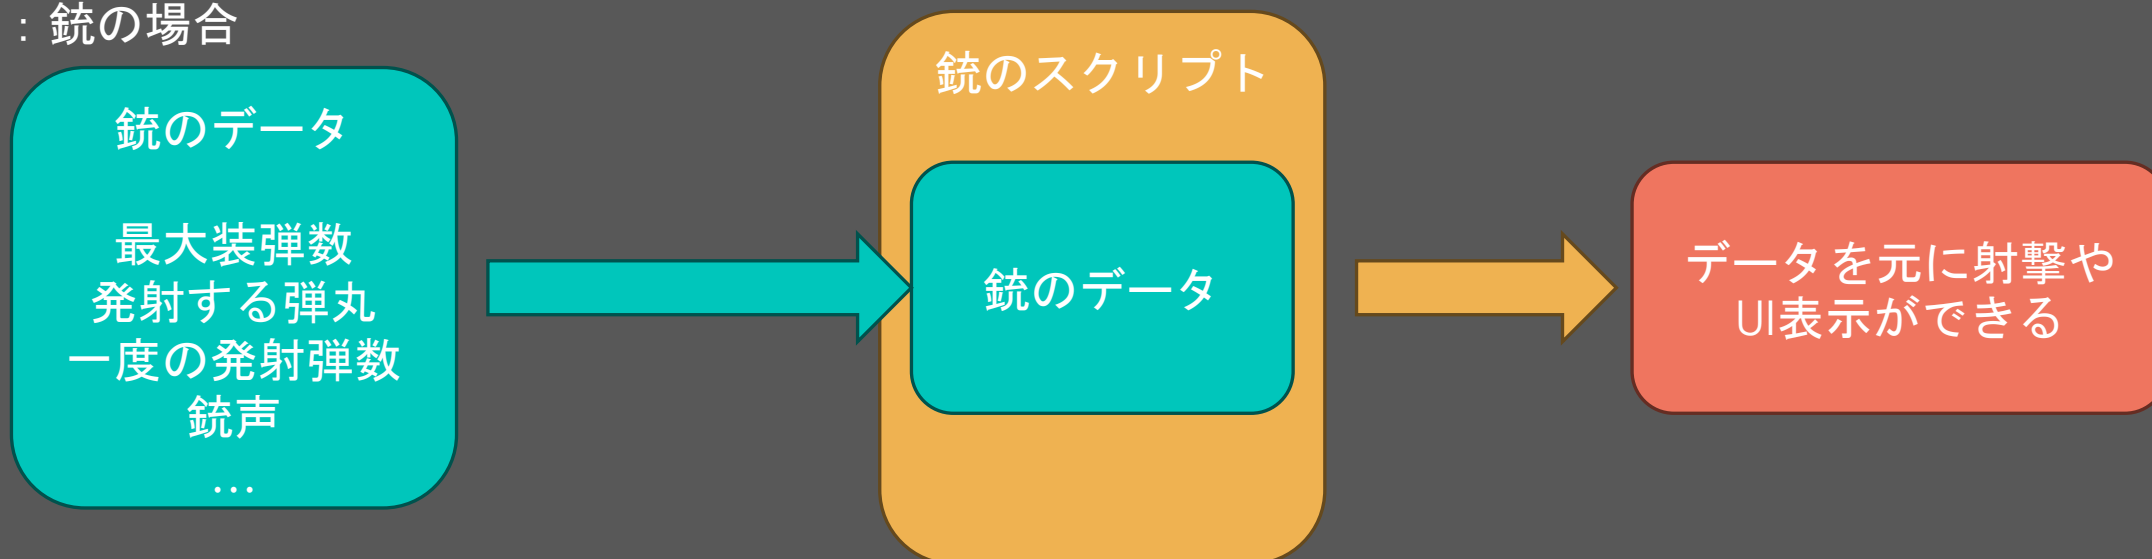 ：銃の場合
銃のデータ
最大装弾数
発射する弾丸
一度の発射弾数
銃声
…
銃のスクリプト
銃のデータ
データを元に射撃や
UI表示ができる